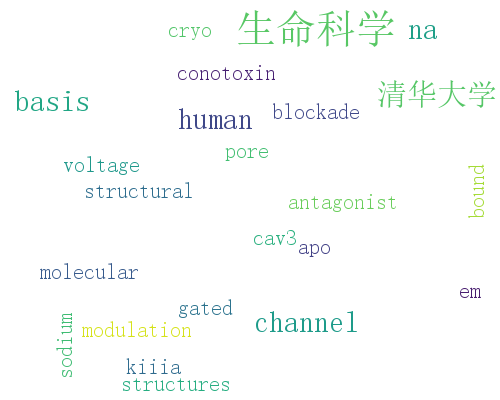 cryo
生命科学
na
conotoxin
清华大学
basis
blockade
human
pore
voltage
structural
bound
antagonist
cav3
apo
molecular
em
gated
channel
modulation
sodium
kiiia
structures